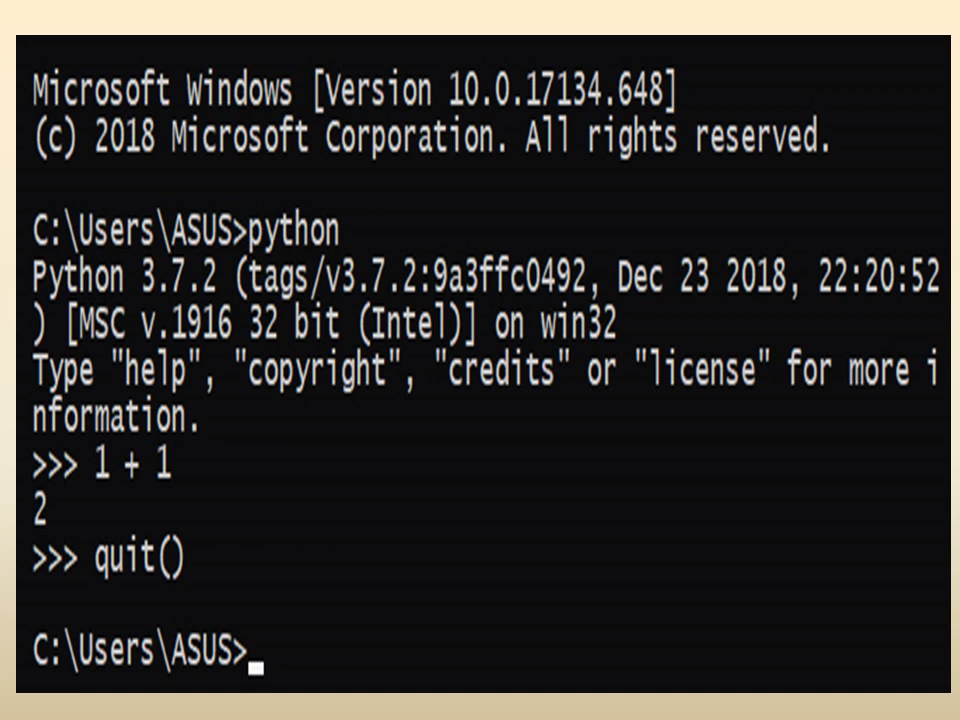 Microsoft Windows [Version 10.0.17134.648]
(c) 2018 Microsoft Corporation. All rights reserved.
C:\Users\ASUS>python
Python 3.7.2 (tags/v3.7.2:9a3ffc0492, Dec 23 2018, 22:20:52
) [MSC v.1916 32 bit (Intel)] on win32
Type "help", "copyright", "credits" or "license" for more i
nformation.
>>> 1 + 1
2
>>> quit()
C:\Users\ASUS>